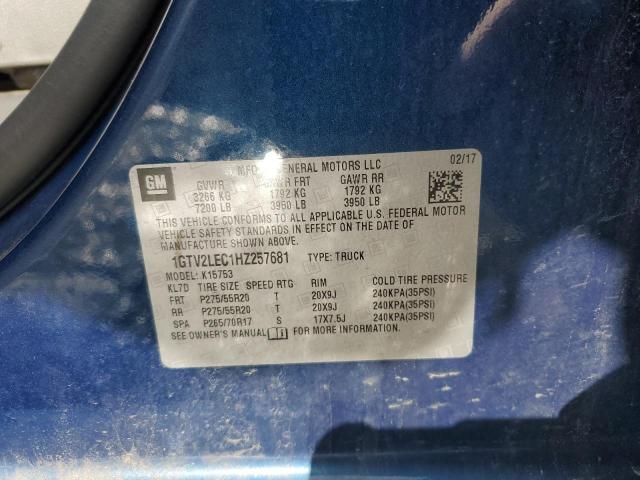 MFD GENERAL MOTORS LLC 02/17
GM
GVWR GAWR FRT GAWR RR
3266 KG 1792 KG 1792 KG
7200 LB 3950 LB 3950 LB
THIS VEHICLE CONFORMS TO ALL APPLICABLE U.S. FEDERAL MOTOR
VEHICLE SAFETY STANDARDS IN EFFECT ON THE DATE OF
MANUFACTURE SHOWN ABOVE.
1GTV2LEC1HZ257681 TYPE: TRUCK
MODEL: K15753
KL7D TIRE SIZE SPEED RTG RIM COLD TIRE PRESSURE
FRT P275/55R20 T 20X9J 240KPA(35PSI)
RR P275/55R20 T 20X9J 240KPA(35PSI)
SPA P265/70R17 S 17X7.5J 240KPA(35PSI)
SEE OWNER'S MANUAL FOR MORE INFORMATION.